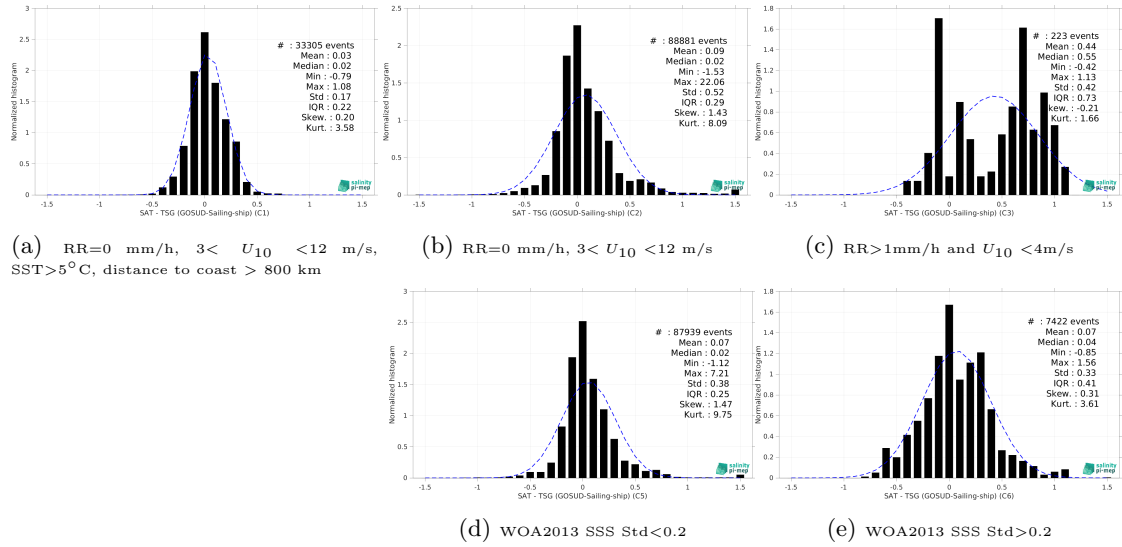 3
2.5
2
1.5
1
0.5
0
Normalized histogram
# : 33305 events
Mean : 0.03
Median : 0.02
Min : -0.79
Max : 1.08
Std : 0.17
IQR : 0.22
Skew. : 0.20
Kurt. : 3.58
salinity
pi-mep
-1.5 -1 -0.5 0 0.5 1 1.5
SAT - TSG (GOSUD-Sailing-ship) (C1)
(a) RR=0 mm/h, 3< U10 <12 m/s,
SST>5°C, distance to coast > 800 km
2.5
2
1.5
1
0.5
0
Normalized histogram
# : 88881 events
Mean : 0.09
Median : 0.02
Min : -1.53
Max : 22.06
Std : 0.52
IQR : 0.29
Skew. : 1.43
Kurt. : 8.09
salinity
pi-mep
-1.5 -1 -0.5 0 0.5 1 1.5
SAT - TSG (GOSUD-Sailing-ship) (C2)
(b) RR=0 mm/h, 3< U10 <12 m/s
1.8
1.6
1.4
1.2
1
0.8
0.6
0.4
0.2
0
Normalized histogram
# : 223 events
Mean : 0.44
Median : 0.55
Min : -0.42
Max : 1.13
Std : 0.42
IQR : 0.73
kew. : -0.21
Kurt. : 1.66
salinity
pi-mep
-1.5 -1 -0.5 0 0.5 1 1.5
SAT - TSG (GOSUD-Sailing-ship) (C3)
(c) RR>1mm/h and U10 <4m/s
3
2.5
2
1.5
1
0.5
0
Normalized histogram
# : 87939 events
Mean : 0.07
Median : 0.02
Min : -1.12
Max : 7.21
Std : 0.38
IQR : 0.25
Skew. : 1.47
Kurt. : 9.75
salinity
pi-mep
-1.5 -1 -0.5 0 0.5 1 1.5
SAT - TSG (GOSUD-Sailing-ship) (C5)
(d) WOA2013 SSS Std<0.2
1.8
1.6
1.4
1.2
1
0.8
0.6
0.4
0.2
0
Normalized histogram
# : 7422 events
Mean : 0.07
Median : 0.04
Min : -0.85
Max : 1.56
Std : 0.33
IQR : 0.41
Skew. : 0.31
Kurt. : 3.61
salinity
pi-mep
-1.5 -1 -0.5 0 0.5 1 1.5
SAT - TSG (GOSUD-Sailing-ship) (C6)
(e) WOA2013 SSS Std>0.2